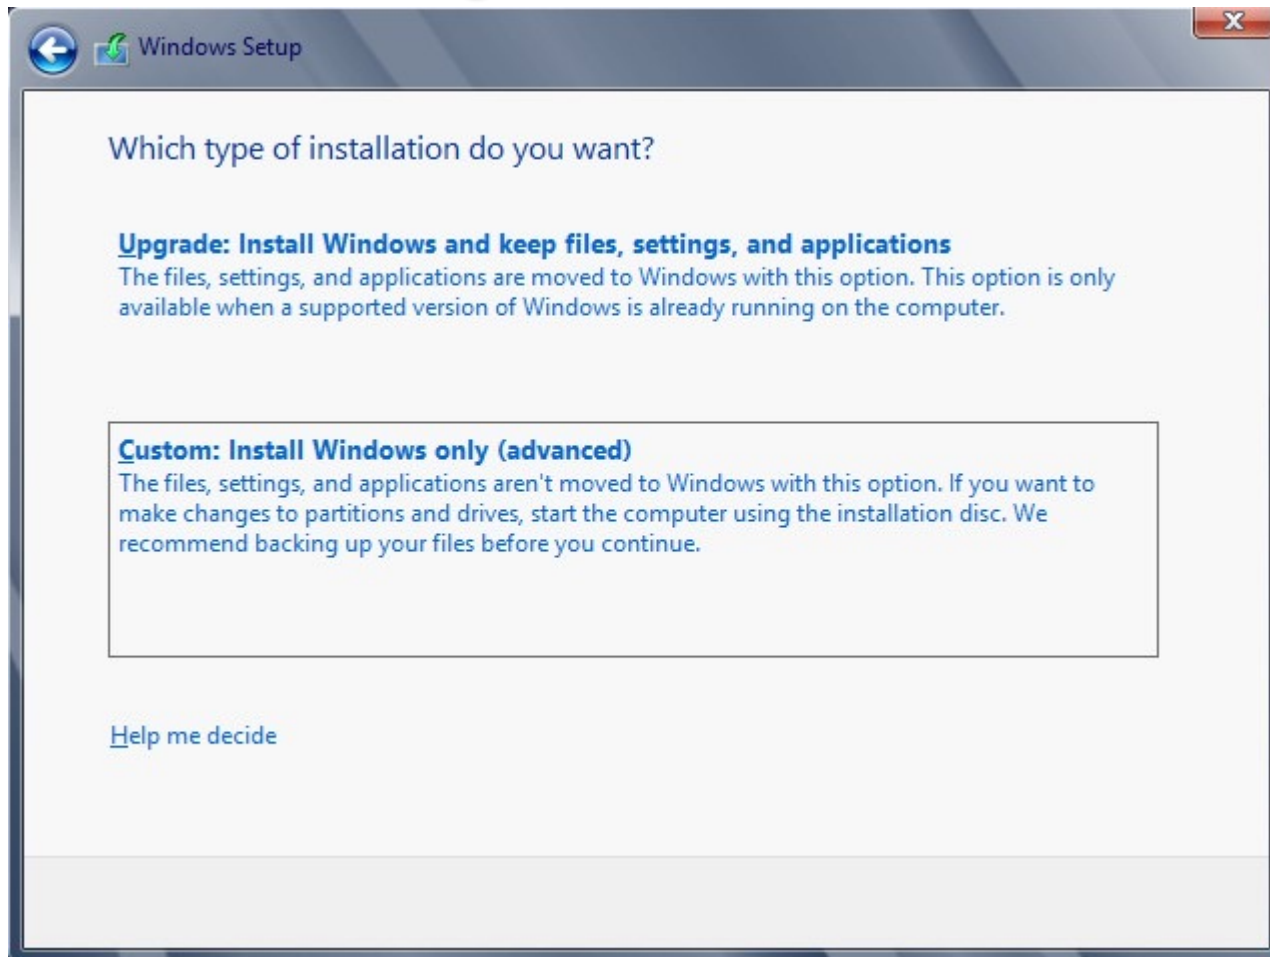 Windows Setup
Which type of installation do you want?
Upgrade: Install Windows and keep files, settings, and applications
The files, settings, and applications are moved to Windows with this option. This option is only
available when a supported version of Windows is already running on the computer.
Custom: Install Windows only (advanced)
The files, settings, and applications aren't moved to Windows with this option. If you want to
make changes to partitions and drives, start the computer using the installation disc. We
recommend backing up your files before you continue.
Help me decide